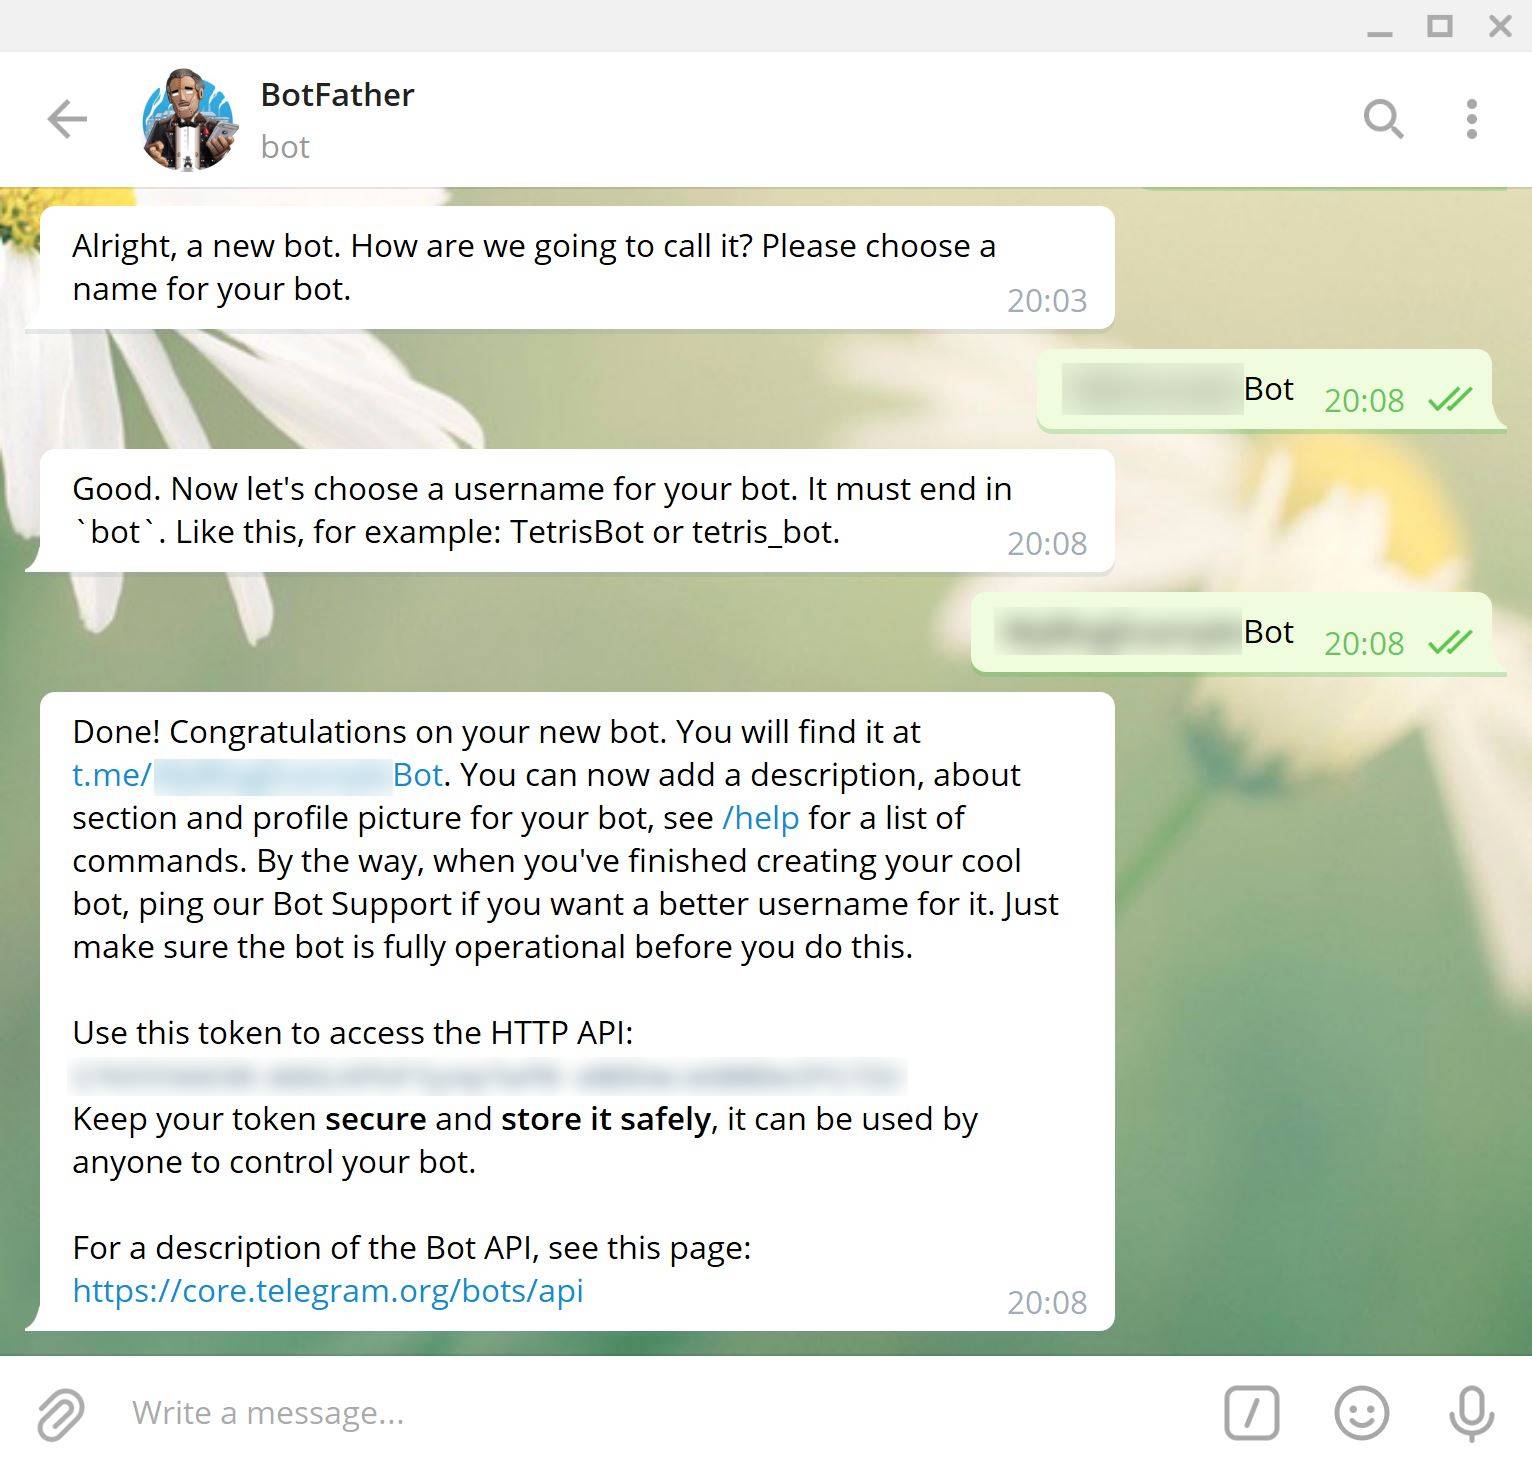 BotFather
bot
Alright, a new bot. How are we going to call it? Please choose a
name for your bot.
20:03
Bot 20:08
Good. Now let's choose a username for your bot. It must end in
`bot`. Like this, for example: TetrisBot or tetris_bot.
20:08
Bot 20:08
Done! Congratulations on your new bot. You will find it at
t.me/ Bot. You can now add a description, about
section and profile picture for your bot, see /help for a list of
commands. By the way, when you've finished creating your cool
bot, ping our Bot Support if you want a better username for it. Just
make sure the bot is fully operational before you do this.
Use this token to access the HTTP API:
Keep your token secure and store it safely, it can be used by
anyone to control your bot.
For a description of the Bot API, see this page:
https://core.telegram.org/bots/api
20:08
Write a message...